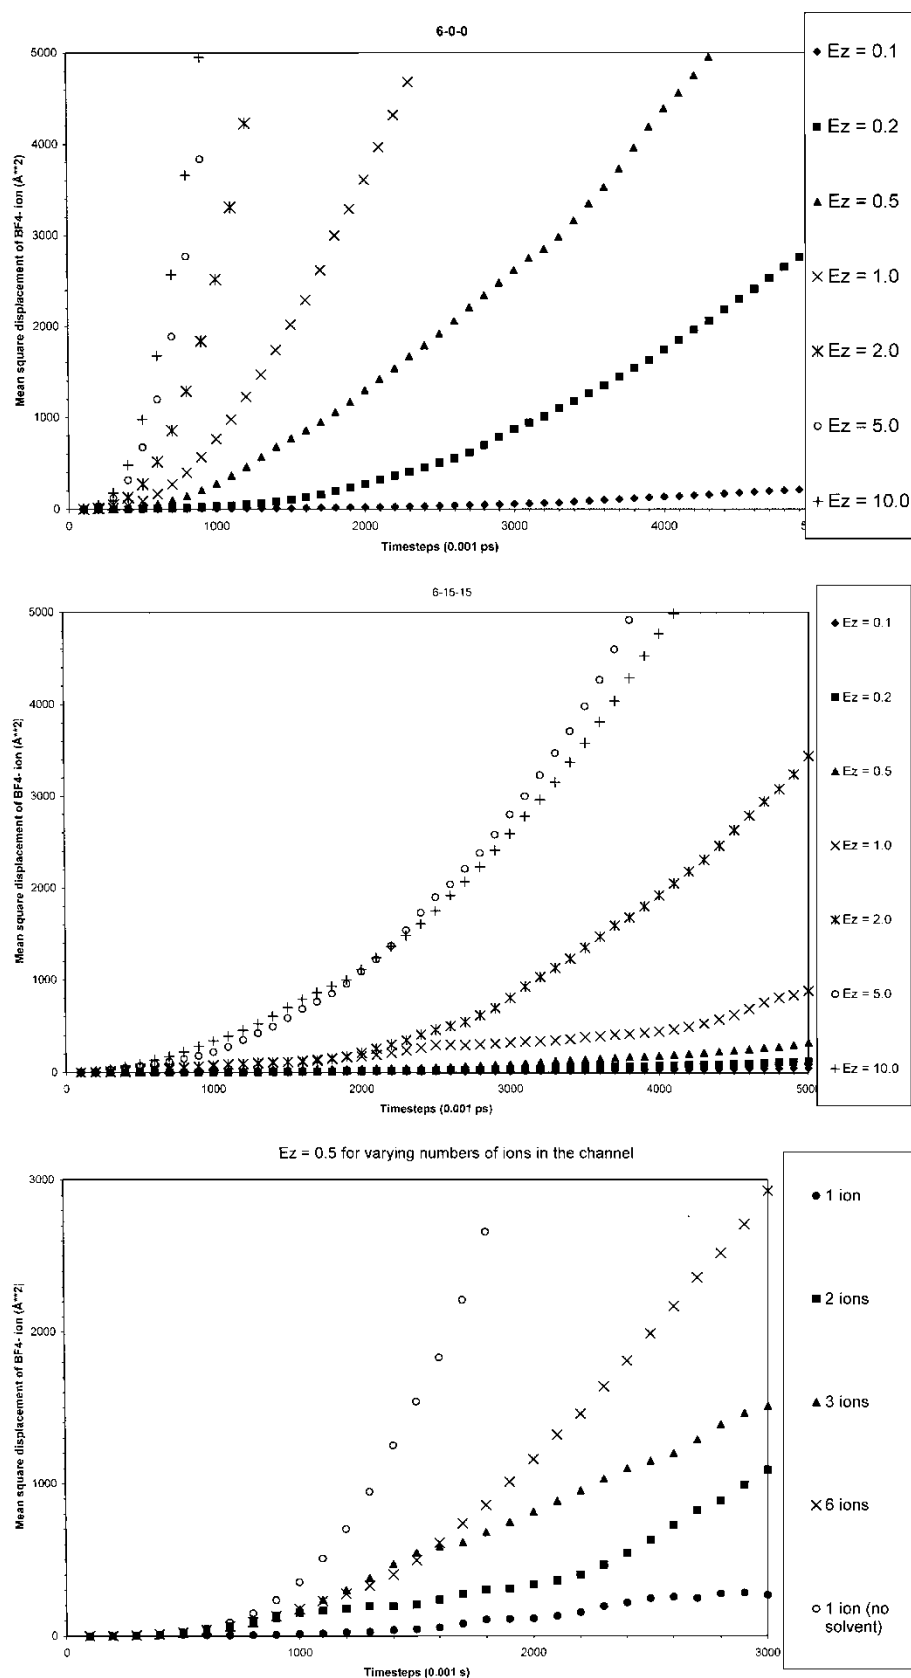 6-0-0
Mean square displacement of BF4- ion (Å**2)
5000
4000
3000
2000
1000
0
0
1000
2000
3000
4000
Timesteps (0.001 ps)
Ez = 0.1
Ez = 0.2
Ez = 0.5
Ez = 1.0
Ez = 2.0
Ez = 5.0
Ez = 10.0
6-15-15
Mean square displacement of BF4- ion (Å**2)
5000
4000
3000
2000
1000
0
0
1000
2000
3000
4000
5000
Timesteps (0.001 ps)
Ez = 0.1
Ez = 0.2
Ez = 0.5
Ez = 1.0
Ez = 2.0
Ez = 5.0
Ez = 10.0
Ez = 0.5 for varying numbers of ions in the channel
Mean square displacement of BF4- ion (Å**2)
3000
2000
1000
0
0
1000
2000
3000
Timesteps (0.001 s)
1 ion
2 ions
3 ions
6 ions
1 ion (no
solvent)